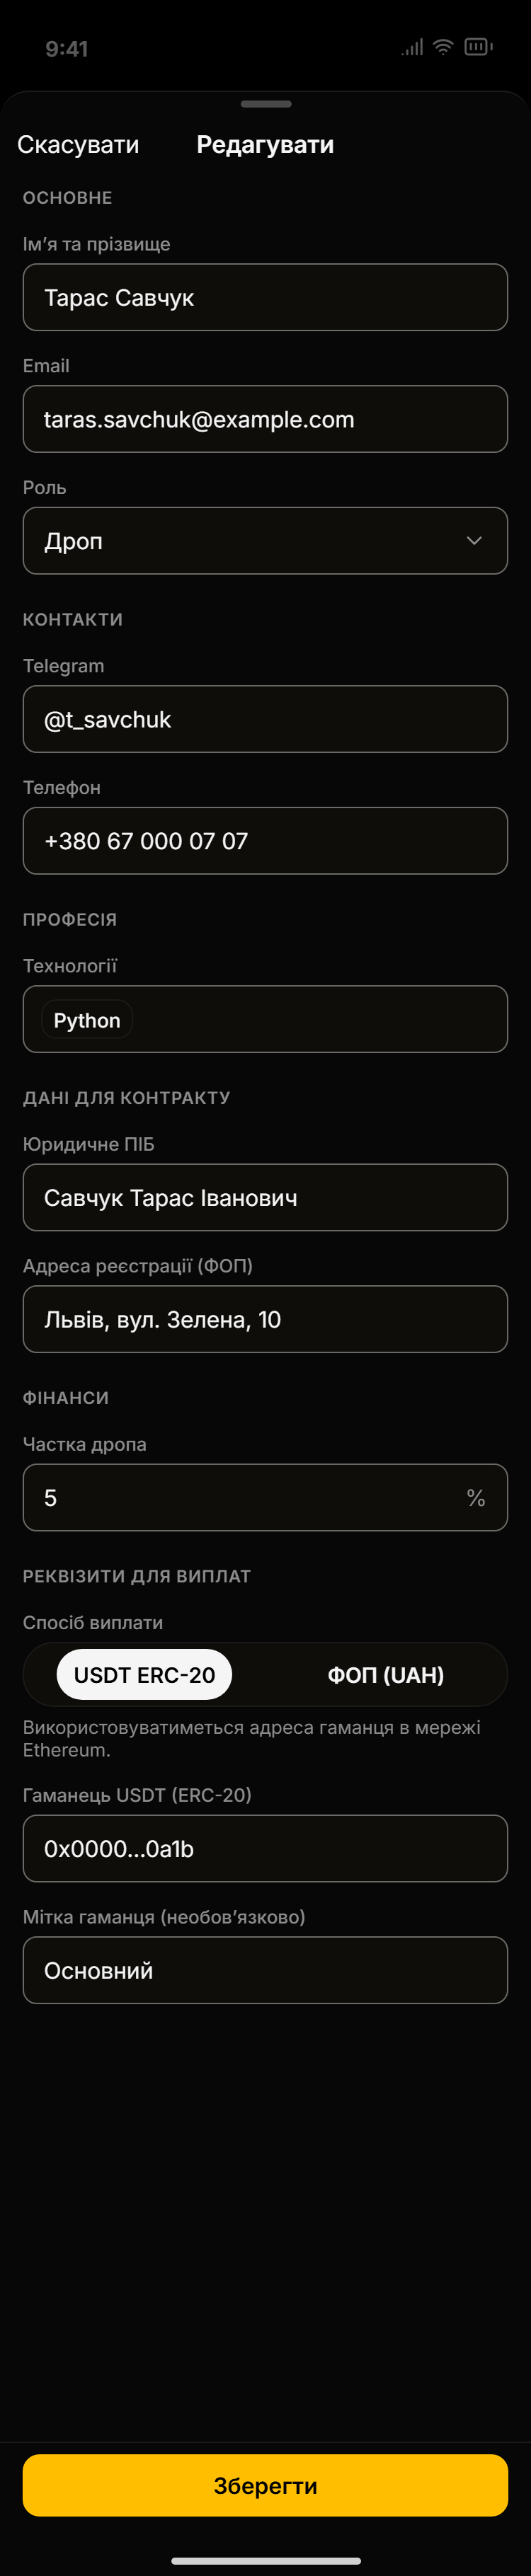 9:41
Скасувати Редагувати
ОСНОВНЕ
Ім’я та прізвище
Тарас Савчук
Email
taras.savchuk@example.com
Роль
Дроп
КОНТАКТИ
Telegram
@t_savchuk
Телефон
+380 67 000 07 07
ПРОФЕСІЯ
Технології
Python
ДАНІ ДЛЯ КОНТРАКТУ
Юридичне ПІБ
Савчук Тарас Іванович
Адреса реєстрації (ФОП)
Львів, вул. Зелена, 10
ФІНАНСИ
Частка дропа
5 %
РЕКВІЗИТИ ДЛЯ ВИПЛАТ
Спосіб виплати
USDT ERC-20 ФОП (UAH)
Використовуватиметься адреса гаманця в мережі
Ethereum.
Гаманець USDT (ERC-20)
0x0000...0a1b
Мітка гаманця (необов’язково)
Основний
Зберегти